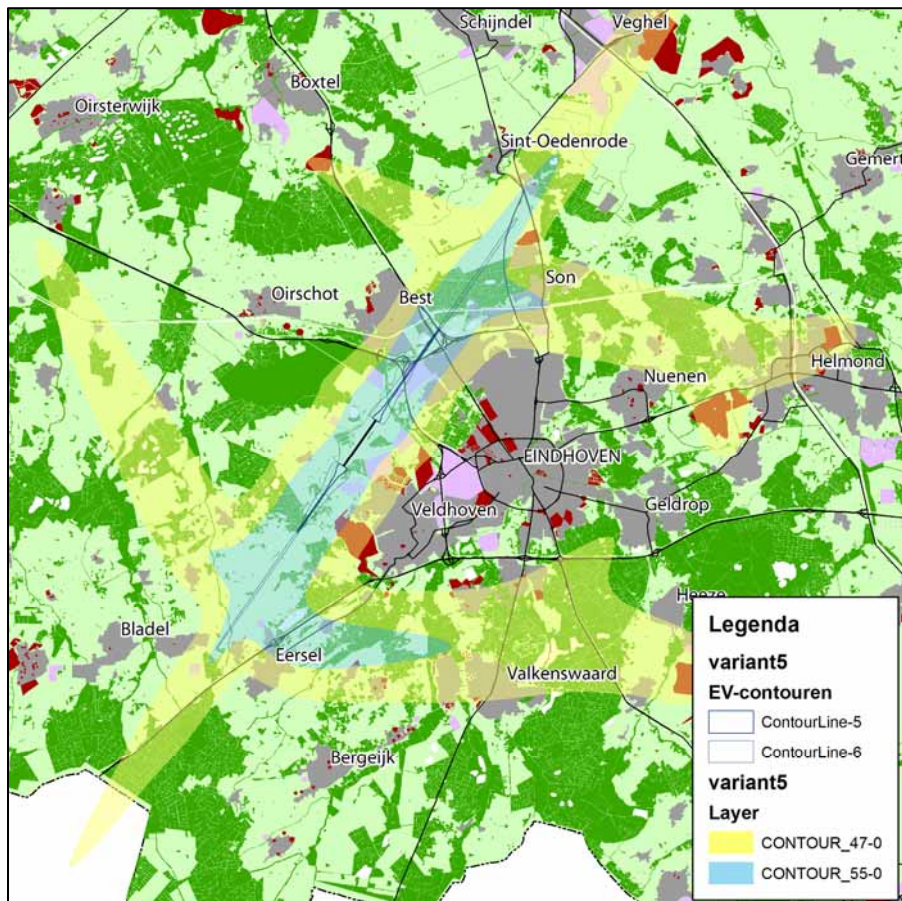 Schijndel
Veghel
Boxtel
Oirsterwijk
Sint-Oedenrode
Gemert
Son
Oirschot
Best
Helmond
Nuenen
EINDHOVEN
Veldhoven
Geldrop
Heeze
Bladel
Eersel
Valkenswaard
Bergeijk
Legenda
variant5
EV-contouren
ContourLine-5
ContourLine-6
variant5
Layer
CONTOUR_47-0
CONTOUR_55-0